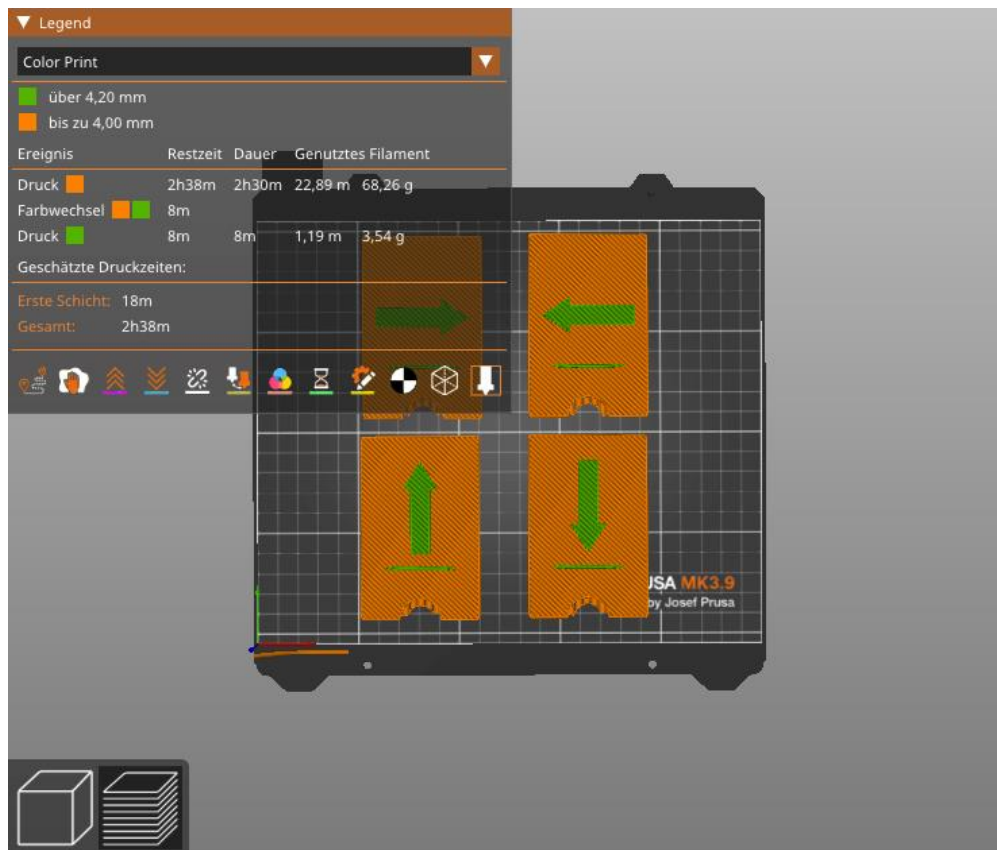 Legend
Color Print
über 4,20 mm
bis zu 4,00 mm
Ereignis Restzeit Dauer Genutztes Filament
Druck 2h38m 2h30m 22,89 m 68,26 g
Farbwechsel 8m
Druck 8m 8m 1,19 m 3,54 g
Geschätzte Druckzeiten:
Erste Schicht: 18m
Gesamt: 2h38m
USA MK3.9
by Josef Prusa